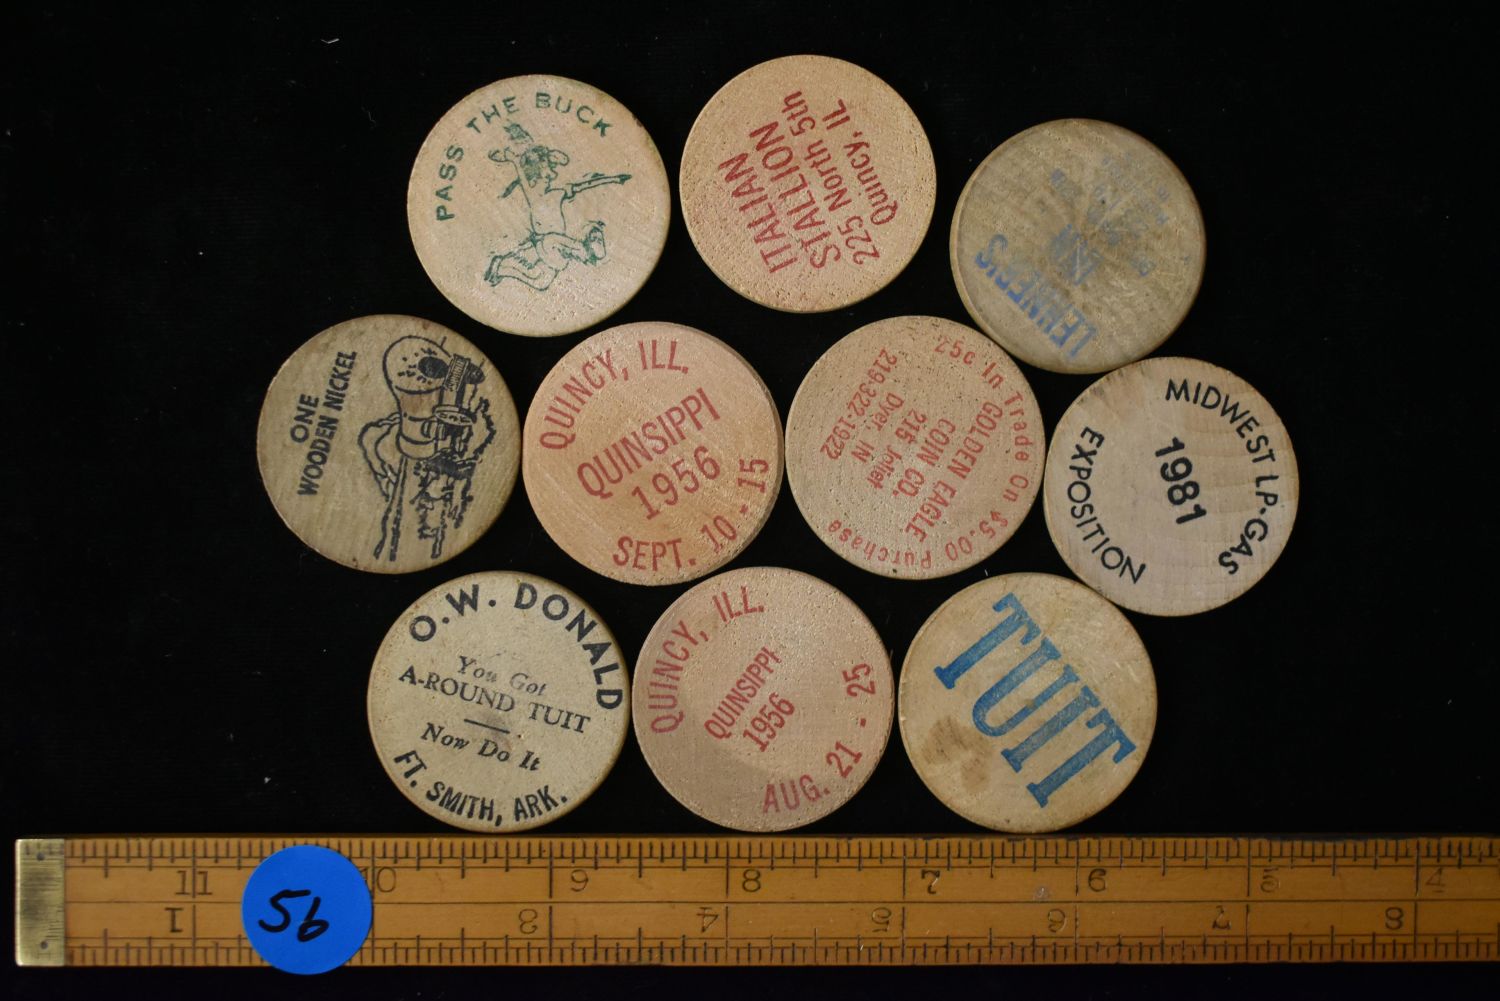 PASS THE BUCK
ITALIAN
STALLION
225 North 5th
Quincy, IL
LENNIE'S
INN
ONE
WOODEN NICKEL
QUINCY, ILL.
QUINSIPPI
1956
SEPT. 10 - 15
25c In Trade On $5.00 Purchase
GOLDEN EAGLE
COIN CO.
215 Joliet
Dyer, IN
219-322-1922
MIDWEST LP-GAS
1981
EXPOSITION
O.W. DONALD
You Got
A-ROUND TUIT
Now Do It
FT. SMITH, ARK.
QUINCY, ILL.
QUINSIPPI
1956
AUG. 21 - 25
TUIT
11 10 9 8 7 6 5 4
1 3 4 5 6 7 8
56